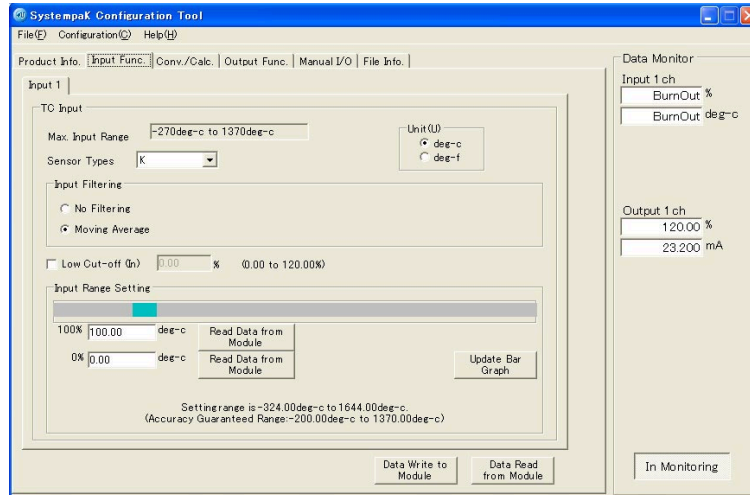 SystempaK Configuration Tool
File(F) Configuration(C) Help(H)
Product Info. Input Func. Conv./Calc. Output Func. Manual I/O File Info.
Input 1
TC Input
Max. Input Range -270deg-c to 1370deg-c
Sensor Types K
Unit(U)
deg-c
deg-f
Input Filtering
No Filtering
Moving Average
Low Cut-off (In) 0.00 % (0.00 to 120.00%)
Input Range Setting
100% 100.00 deg-c Read Data from
Module
0% 0.00 deg-c Read Data from
Module
Update Bar
Graph
Settingrange is-324.00deg-c to1644.00deg-c.
(Accuracy Guaranteed Range:-200.00deg-c to 1370.00deg-c)
Data Write to
Module
Data Read
from Module
Data Monitor
Input 1 ch
BurnOut %
BurnOut deg-c
Output 1 ch
120.00 %
23.200 mA
In Monitoring